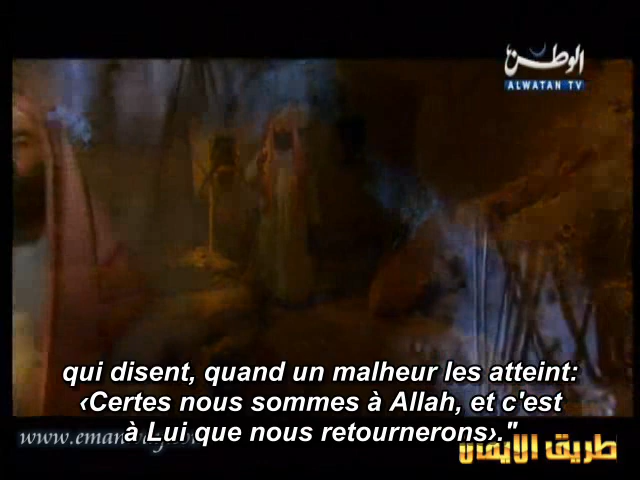 الوطن
ALWATAN TV
qui disent, quand un malheur les atteint:
‹Certes nous sommes à Allah, et c'est
à Lui que nous retournerons›."
طريق الإيمان